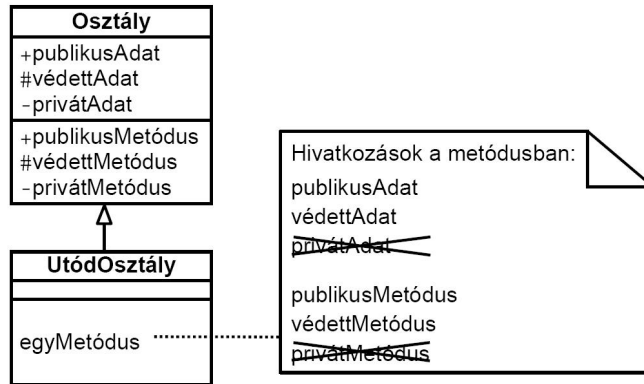 Osztály
+publikusAdat
#védettAdat
-privátAdat
+publikusMetódus
#védettMetódus
-privátMetódus
UtódOsztály
egyMetódus
Hivatkozások a metódusban:
publikusAdat
védettAdat
privátAdat
publikusMetódus
védettMetódus
privátMetódus